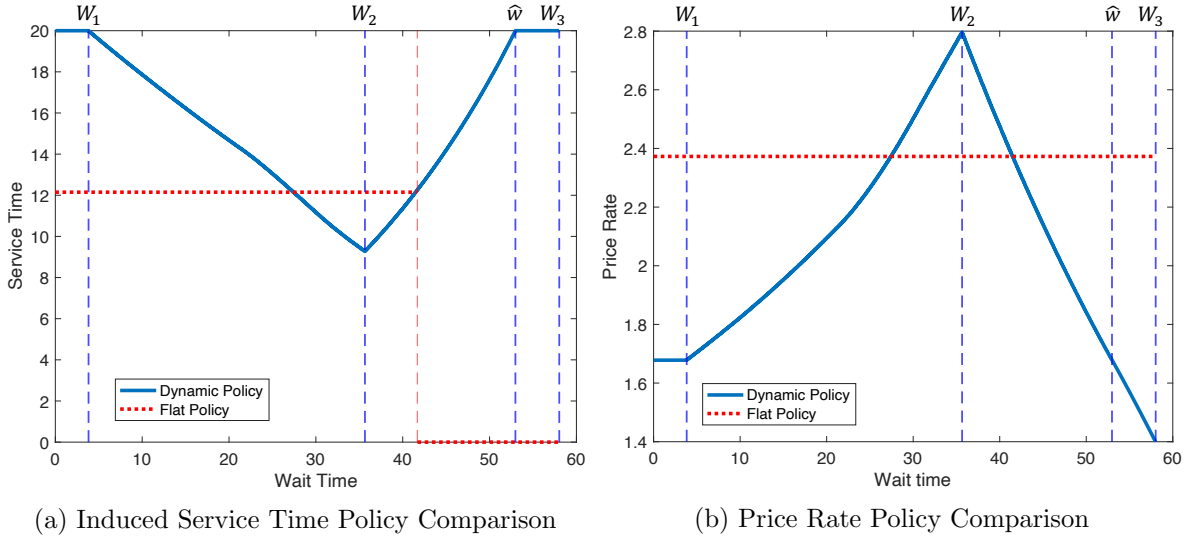 W₁ W₂ ŵ W₃
20
18
16
14
12
10
8
6
4
2
0
Service Time
Dynamic Policy
Flat Policy
0 10 20 30 40 50 60
Wait Time
(a) Induced Service Time Policy Comparison
W₁ W₂ ŵ W₃
2.8
2.6
2.4
2.2
2
1.8
1.6
1.4
Price Rate
Dynamic Policy
Flat Policy
0 10 20 30 40 50 60
Wait time
(b) Price Rate Policy Comparison